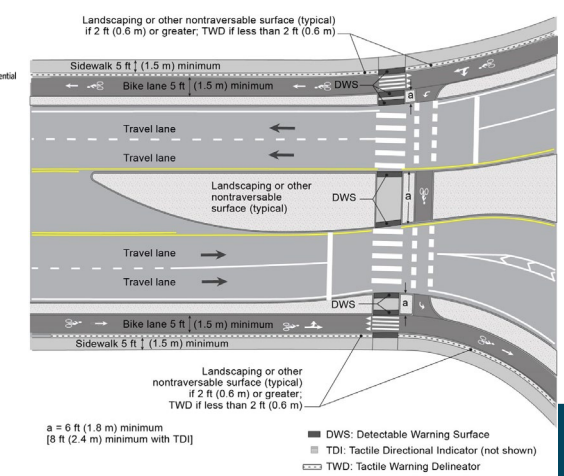 Landscaping or other nontraversable surface (typical)
if 2 ft (0.6 m) or greater; TWD if less than 2 ft (0.6 m)
Sidewalk 5 ft (1.5 m) minimum
Bike lane 5 ft (1.5 m) minimum
DWS
a
Travel lane
Travel lane
Landscaping or other
nontraversable
surface (typical)
DWS
a
Travel lane
Travel lane
DWS
a
Bike lane 5 ft (1.5 m) minimum
Sidewalk 5 ft (1.5 m) minimum
Landscaping or other
nontraversable surface (typical)
if 2 ft (0.6 m) or greater;
TWD if less than 2 ft (0.6 m)
a = 6 ft (1.8 m) minimum
[8 ft (2.4 m) minimum with TDI]
DWS: Detectable Warning Surface
TDI: Tactile Directional Indicator (not shown)
TWD: Tactile Warning Delineator